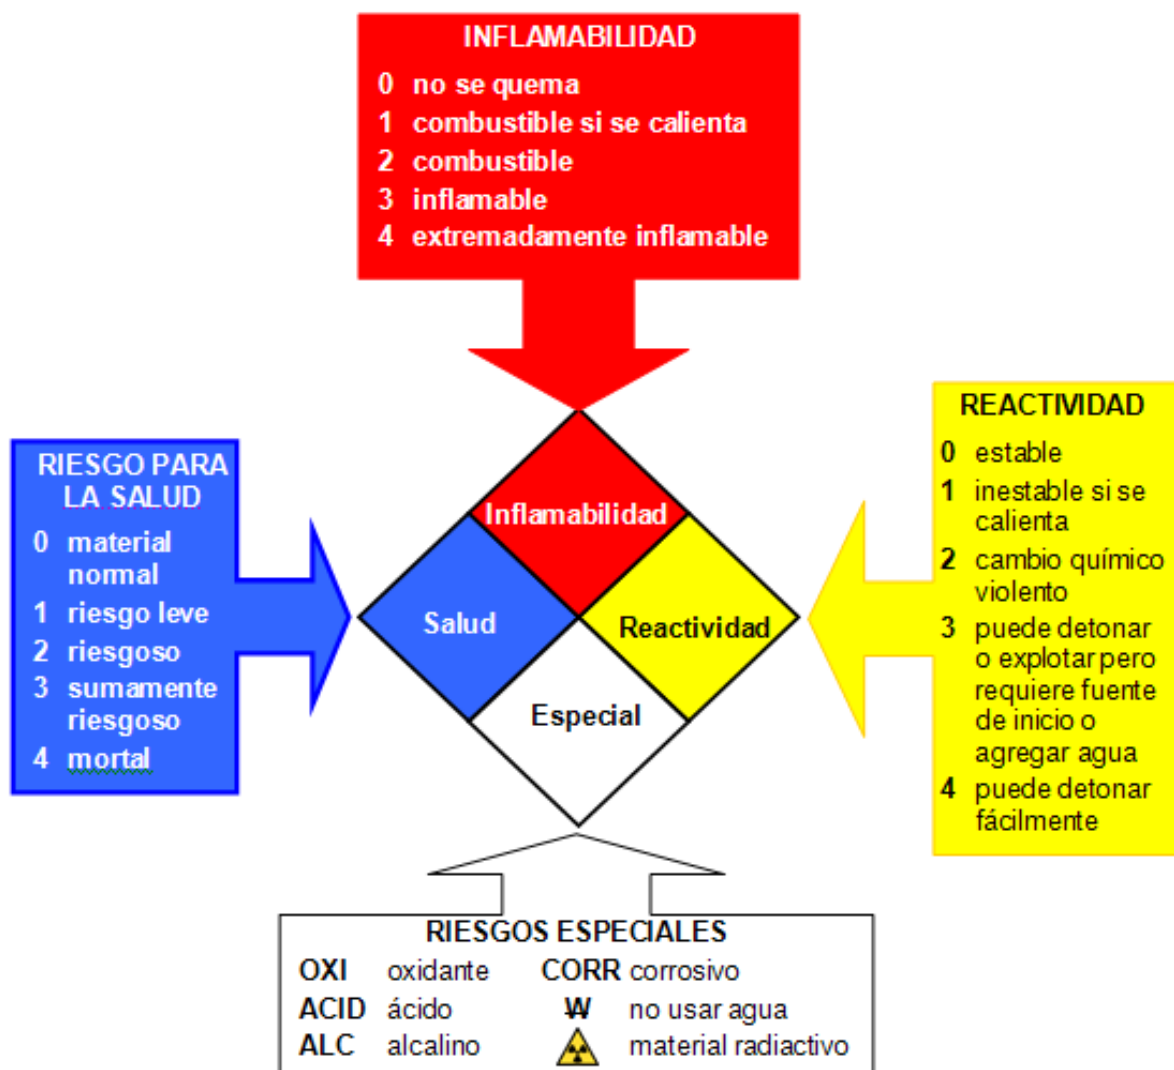 INFLAMABILIDAD
0 no se quema
1 combustible si se calienta
2 combustible
3 inflamable
4 extremadamente inflamable
RIESGO PARA
LA SALUD
0 material
normal
1 riesgo leve
2 riesgoso
3 sumamente
riesgoso
4 mortal
Inflamabilidad
Salud
Reactividad
Especial
REACTIVIDAD
0 estable
1 inestable si se
calienta
2 cambio químico
violento
3 puede detonar
o explotar pero
requiere fuente
de inicio o
agregar agua
4 puede detonar
fácilmente
RIESGOS ESPECIALES
OXI oxidante CORR corrosivo
ACID ácido W no usar agua
ALC alcalino material radiactivo